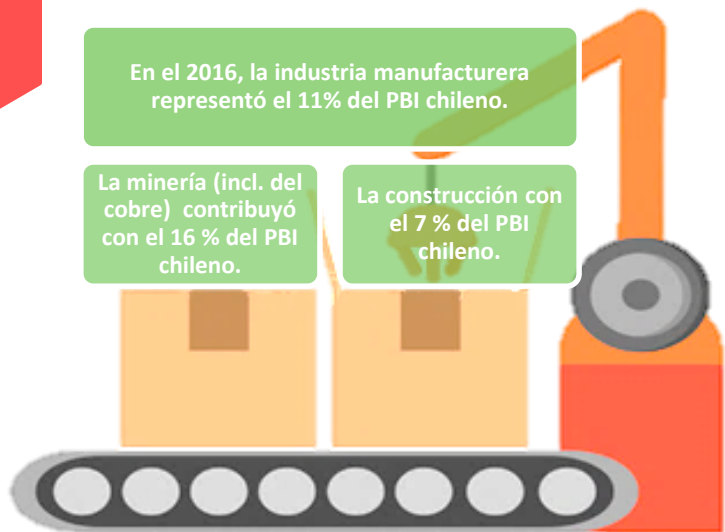 En el 2016, la industria manufacturera
representó el 11% del PBI chileno.
La minería (incl. del
cobre) contribuyó
con el 16 % del PBI
chileno.
La construcción con
el 7 % del PBI
chileno.